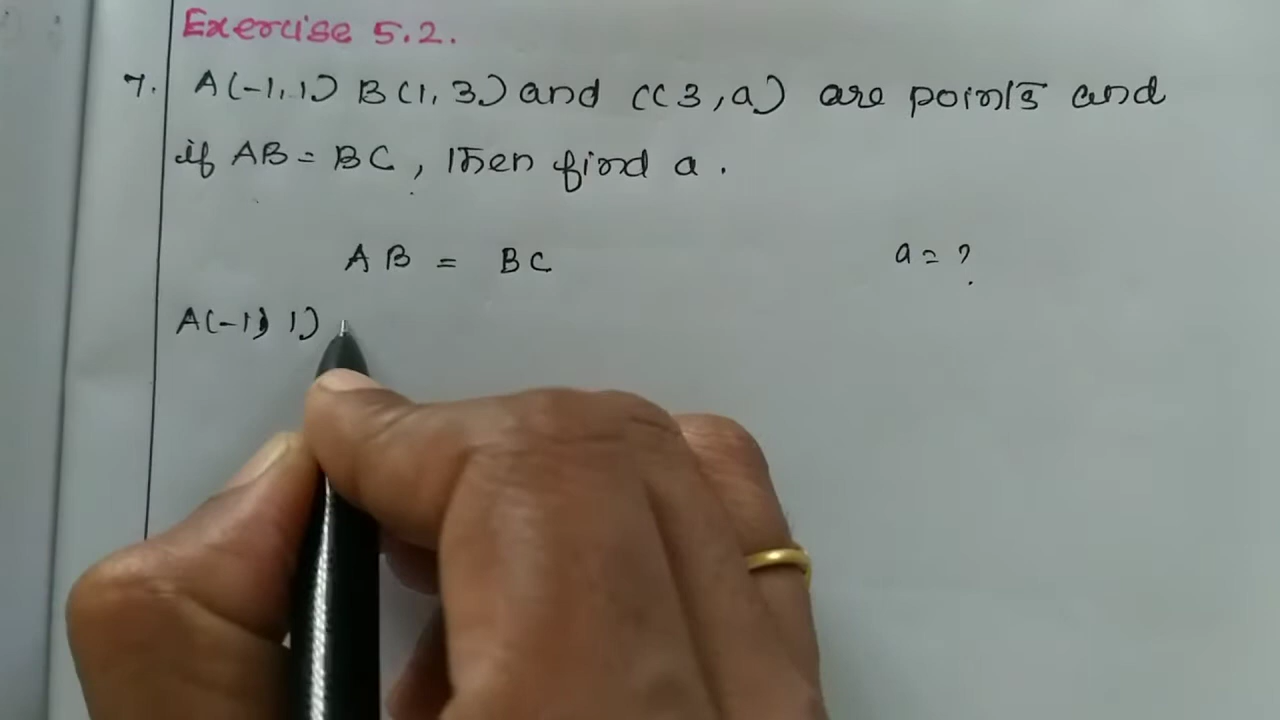 Exercise 5.2.
7. A(-1,1) B(1,3) and C(3,a) are points and
if AB = BC, then find a.
AB = BC a = ?
A(-1, 1)